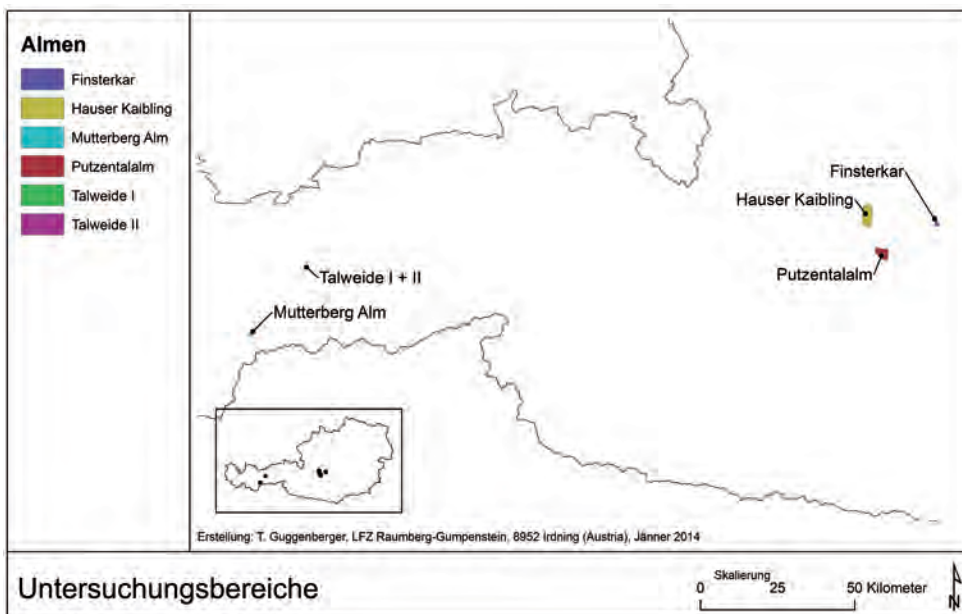 Almen
Finsterkar
Hauser Kaibling
Mutterberg Alm
Putzentalalm
Talweide I
Talweide II
Finsterkar
Hauser Kaibling
Putzentalalm
Talweide I + II
Mutterberg Alm
Erstellung: T. Guggenberger, LFZ Raumberg-Gumpenstein, 8952 Irdning (Austria), Jänner 2014
Untersuchungsbereiche
Skalierung
0 25 50 Kilometer
N